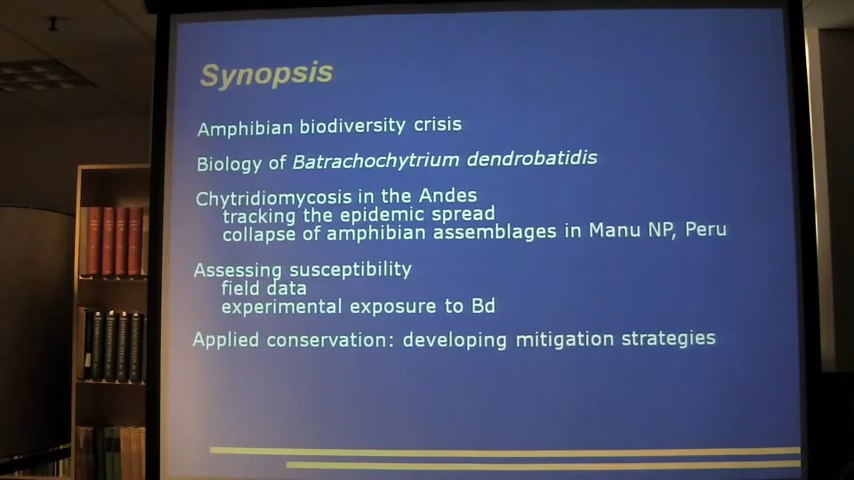 Synopsis
Amphibian biodiversity crisis
Biology of Batrachochytrium dendrobatidis
Chytridiomycosis in the Andes
tracking the epidemic spread
collapse of amphibian assemblages in Manu NP, Peru
Assessing susceptibility
field data
experimental exposure to Bd
Applied conservation: developing mitigation strategies